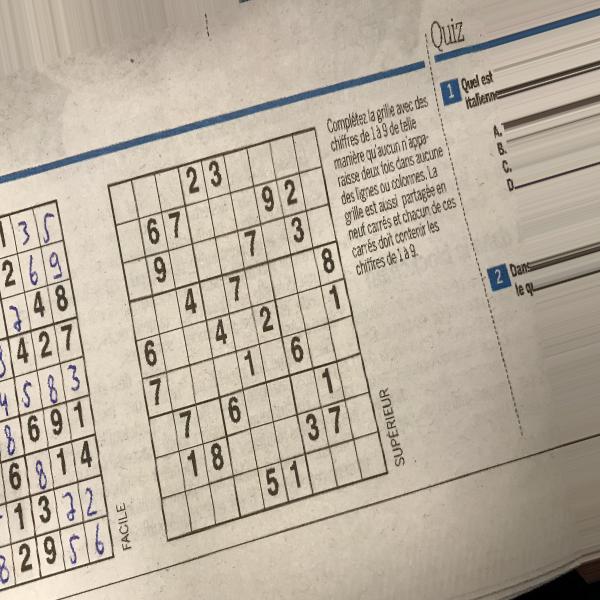 Quiz
1 3 5
2 6 9
2 4 8
4 2 7
4 5 8 3
8 6 9 1
6 8 1 4
1 3 7 2
8 2 9 5 6
FACILE
2 3
6 7 9 2
9 7 3
4 7 8
6 4 2 1
7 1 6
7 6 1
1 8 3 7
5 1
SUPÉRIEUR
Complétez la grille avec des
chiffres de 1 à 9 de telle
manière qu'aucun n'appa-
raisse deux fois dans aucune
des lignes ou colonnes. La
grille est aussi partagée en
neuf carrés et chacun de ces
carrés doit contenir les
chiffres de 1 à 9.
1 Quel est
italienne
A.
B.
C.
D.
2 Dans
le q